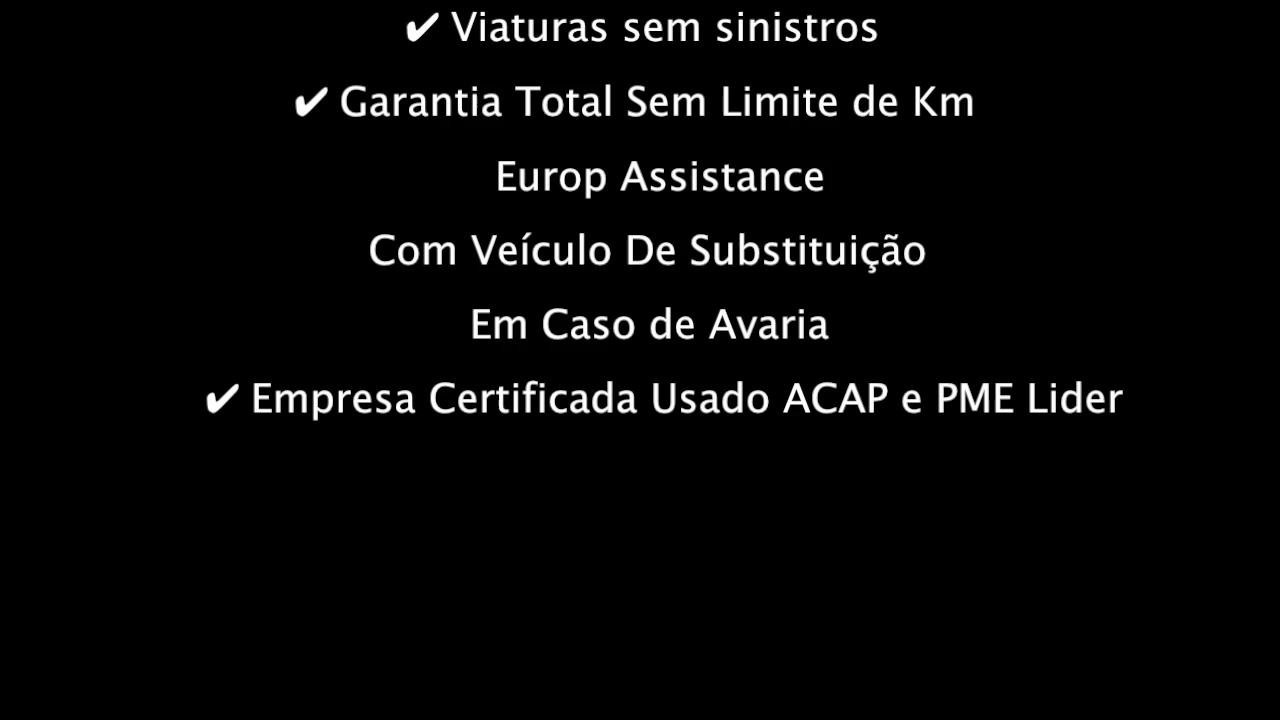 ✔ Viaturas sem sinistros
✔ Garantia Total Sem Limite de Km
Europ Assistance
Com Veículo De Substituição
Em Caso de Avaria
✔ Empresa Certificada Usado ACAP e PME Lider